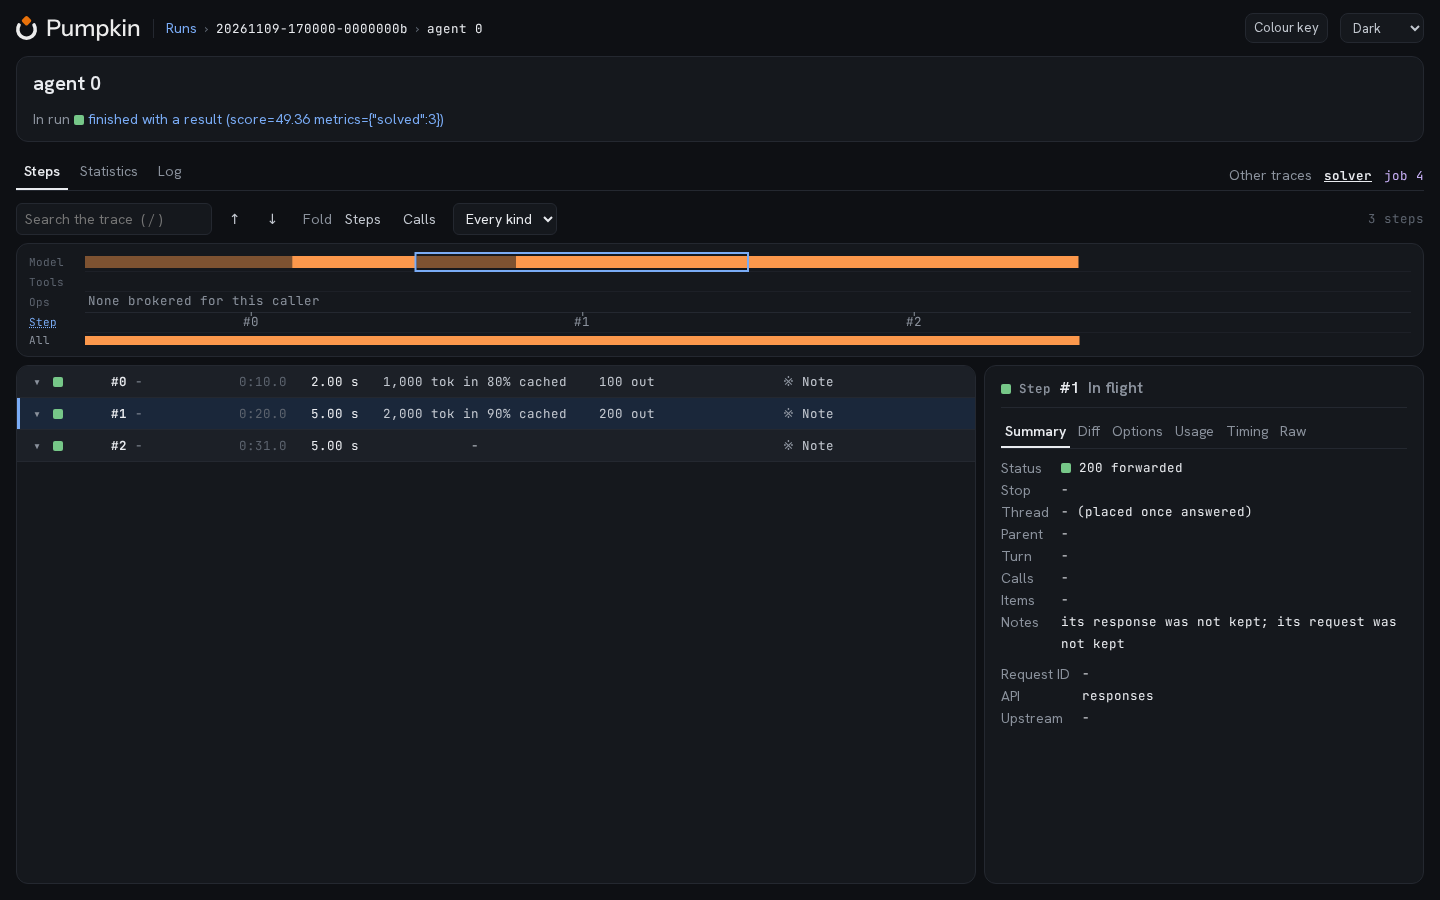 Pumpkin Runs › 20261109-170000-0000000b › agent 0 Colour key Dark
agent 0
In run finished with a result (score=49.36 metrics={"solved":3})
Steps Statistics Log Other traces solver job 4
Search the trace (/) ↑ ↓ Fold Steps Calls Every kind 3 steps
Model
Tools
Ops None brokered for this caller
Step #0 #1 #2
All
▾ #0 - 0:10.0 2.00 s 1,000 tok in 80% cached 100 out ※ Note
▾ #1 - 0:20.0 5.00 s 2,000 tok in 90% cached 200 out ※ Note
▾ #2 - 0:31.0 5.00 s - ※ Note
Step #1 In flight
Summary Diff Options Usage Timing Raw
Status 200 forwarded
Stop -
Thread - (placed once answered)
Parent -
Turn -
Calls -
Items -
Notes its response was not kept; its request was
not kept
Request ID -
API responses
Upstream -